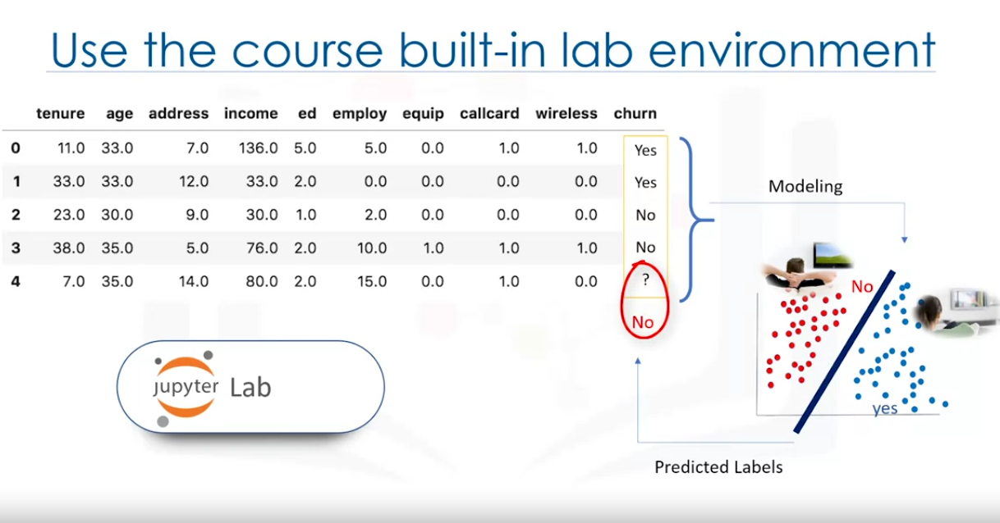 Use the course built-in lab environment
tenure age address income ed employ equip callcard wireless churn
0 11.0 33.0 7.0 136.0 5.0 5.0 0.0 1.0 1.0 Yes
1 33.0 33.0 12.0 33.0 2.0 0.0 0.0 0.0 0.0 Yes
2 23.0 30.0 9.0 30.0 1.0 2.0 0.0 0.0 0.0 No
3 38.0 35.0 5.0 76.0 2.0 10.0 1.0 1.0 1.0 No
4 7.0 35.0 14.0 80.0 2.0 15.0 0.0 1.0 0.0 ?
No
Modeling
No
yes
Predicted Labels
jupyter Lab